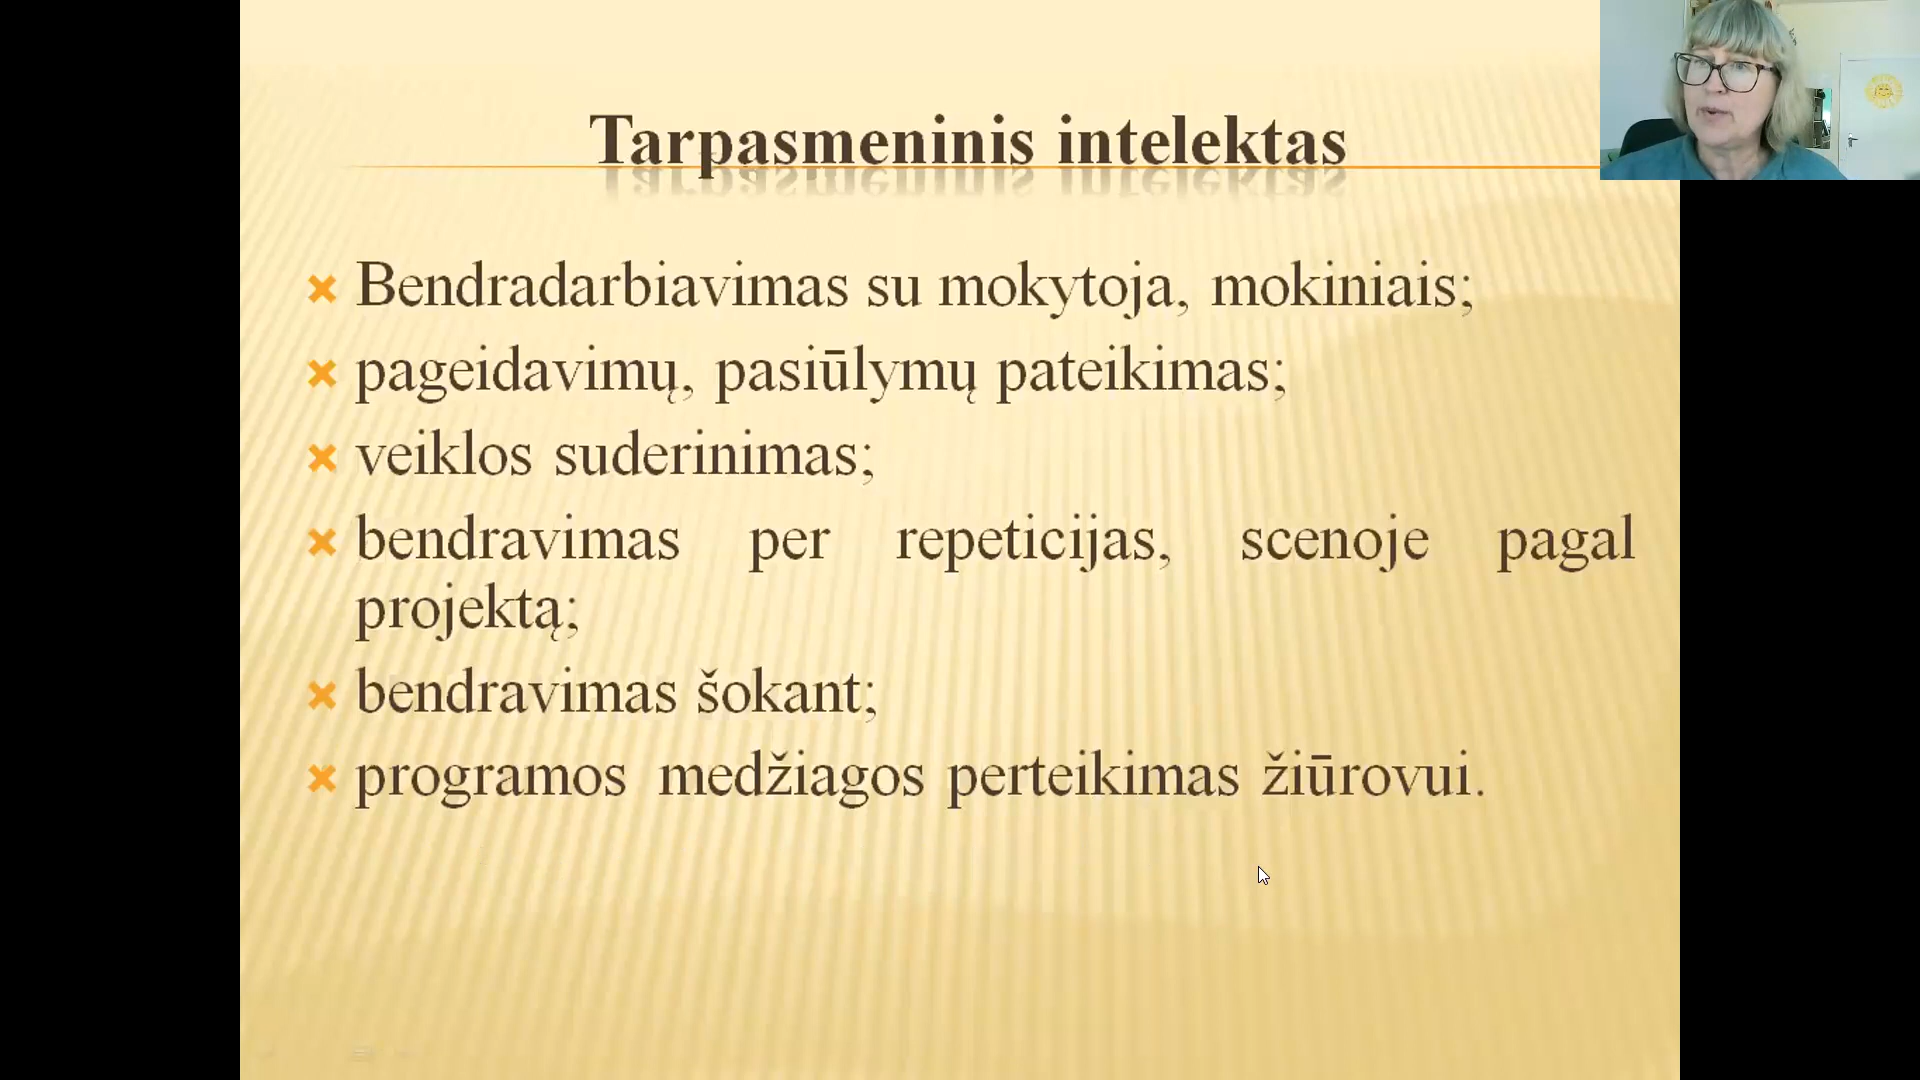 Tarpasmeninis intelektas
Bendradarbiavimas su mokytoja, mokiniais;
pageidavimų, pasiūlymų pateikimas;
veiklos suderinimas;
bendravimas per repeticijas, scenoje pagal
projektą;
bendravimas šokant;
programos medžiagos perteikimas žiūrovui.